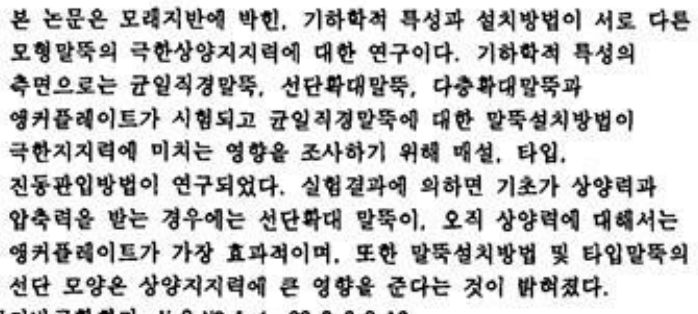 본 논문은 모래지반에 박힌, 기하학적 특성과 설치방법이 서로 다른
모형말뚝의 극한상양지지력에 대한 연구이다. 기하학적 특성의
측면으로는 균일직경말뚝, 선단확대말뚝, 다층확대말뚝과
앵커플레이트가 시험되고 균일직경말뚝에 대한 말뚝설치방법이
극한지지력에 미치는 영향을 조사하기 위해 매설, 타입,
진동관입방법이 연구되었다. 실험결과에 의하면 기초가 상양력과
압축력을 받는 경우에는 선단확대 말뚝이, 오직 상양력에 대해서는
앵커플레이트가 가장 효과적이며, 또한 말뚝설치방법 및 타입말뚝의
선단 모양은 상양지지력에 큰 영향을 준다는 것이 밝혀졌다.